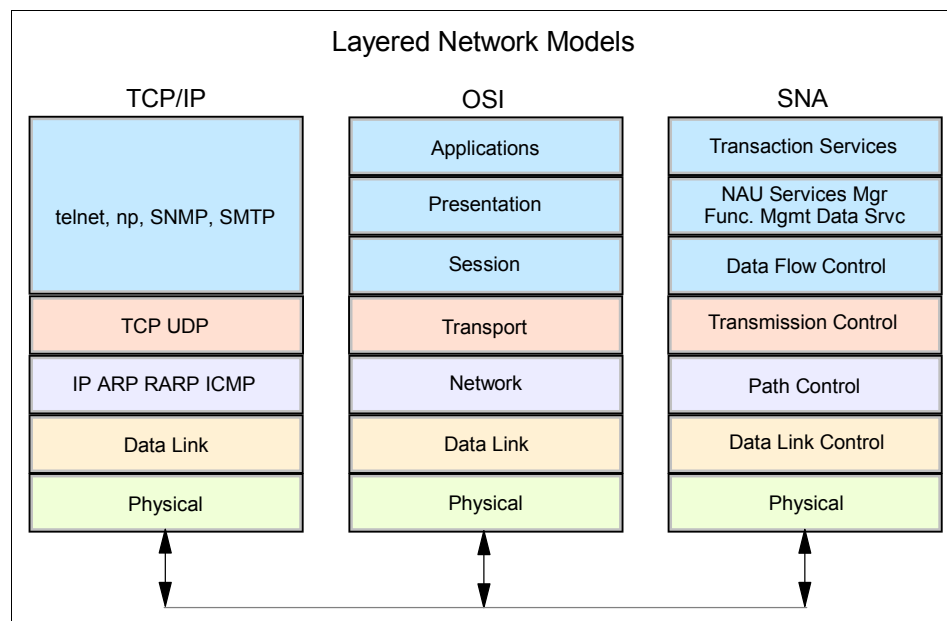 Layered Network Models
TCP/IP
telnet, np, SNMP, SMTP
TCP UDP
IP ARP RARP ICMP
Data Link
Physical
OSI
Applications
Presentation
Session
Transport
Network
Data Link
Physical
SNA
Transaction Services
NAU Services Mgr
Func. Mgmt Data Srvc
Data Flow Control
Transmission Control
Path Control
Data Link Control
Physical